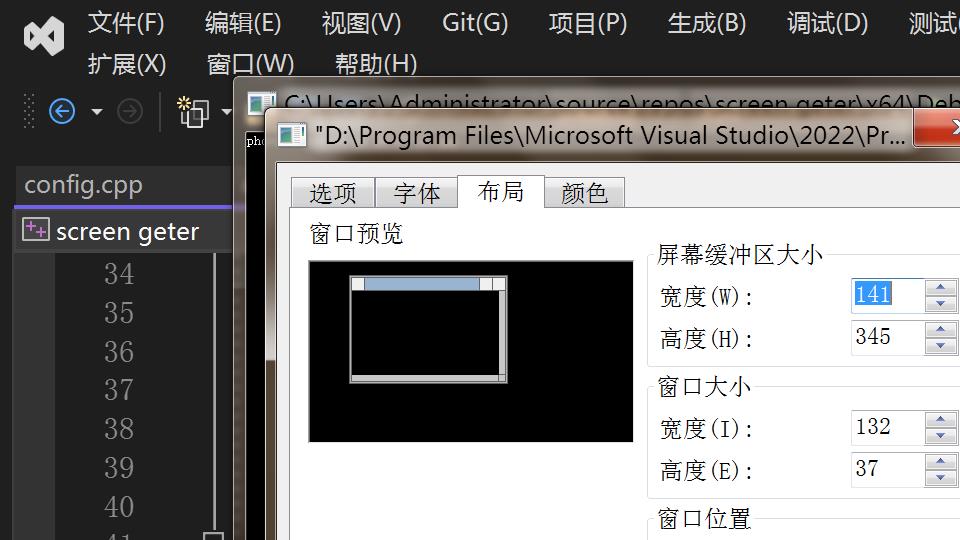 文件(F) 编辑(E) 视图(V) Git(G) 项目(P) 生成(B) 调试(D) 测试
扩展(X) 窗口(W) 帮助(H)
C:\Users\Administrator\source\repos\screen geter\x64\Deb
"D:\Program Files\Microsoft Visual Studio\2022\Pr...
pho
config.cpp
screen geter
34
35
36
37
38
39
40
41
选项 字体 布局 颜色
窗口预览
屏幕缓冲区大小
宽度(W): 141
高度(H): 345
窗口大小
宽度(I): 132
高度(E): 37
窗口位置